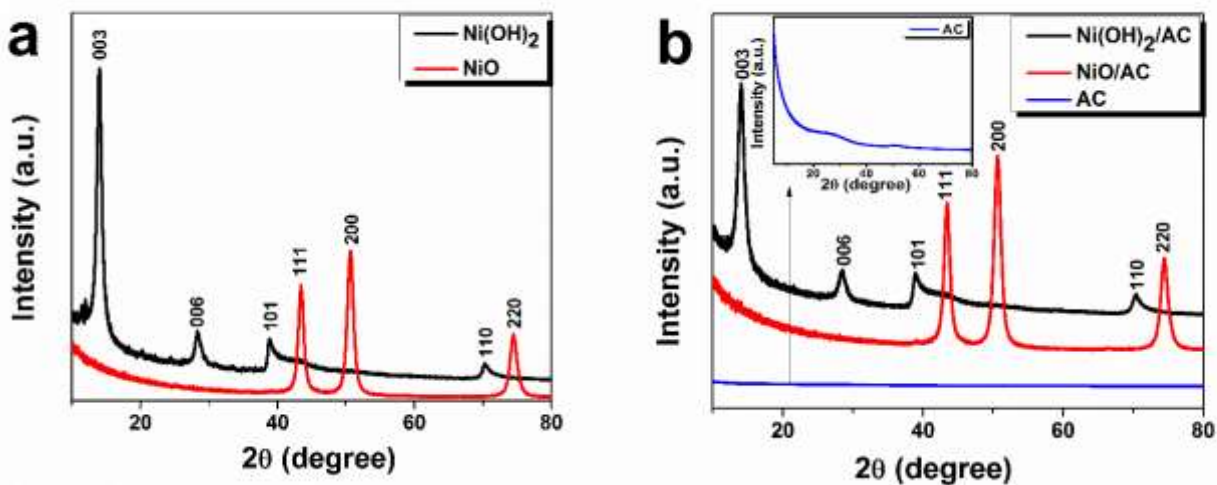 a
Ni(OH)2
NiO
003
006
101
111
200
110
220
Intensity (a.u.)
20
40
60
80
2θ (degree)
b
Ni(OH)2/AC
NiO/AC
AC
AC
Intensity (a.u.)
20
40
60
80
2θ (degree)
003
006
101
111
200
110
220
Intensity (a.u.)
20
40
60
80
2θ (degree)